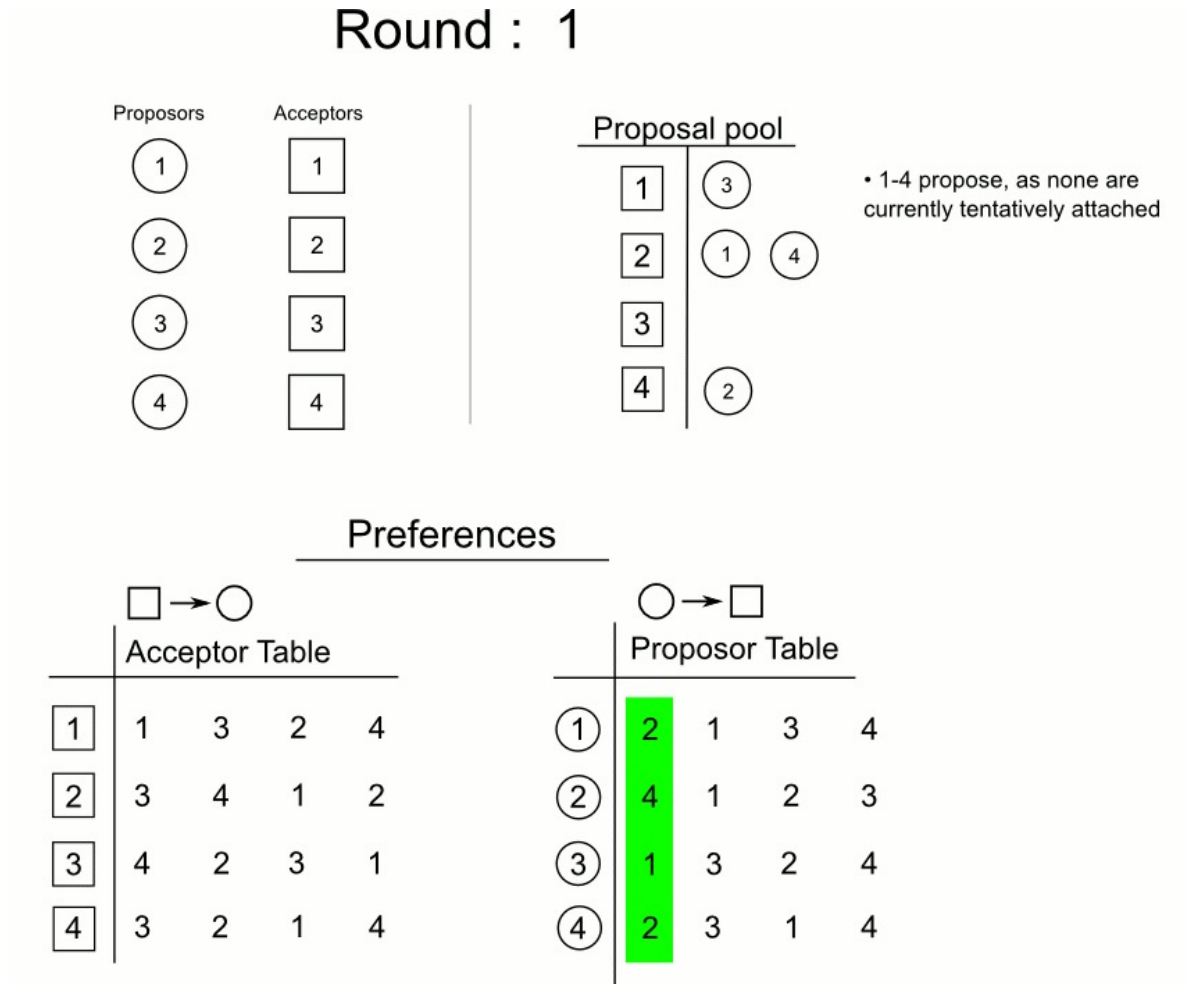 Round : 1
Proposors Acceptors
1 1
2 2
3 3
4 4
Proposal pool
1 3
2 1 4
3
4 2
• 1-4 propose, as none are
currently tentatively attached
Preferences
Acceptor Table
1 1 3 2 4
2 3 4 1 2
3 4 2 3 1
4 3 2 1 4
Proposor Table
1 2 1 3 4
2 4 1 2 3
3 1 3 2 4
4 2 3 1 4